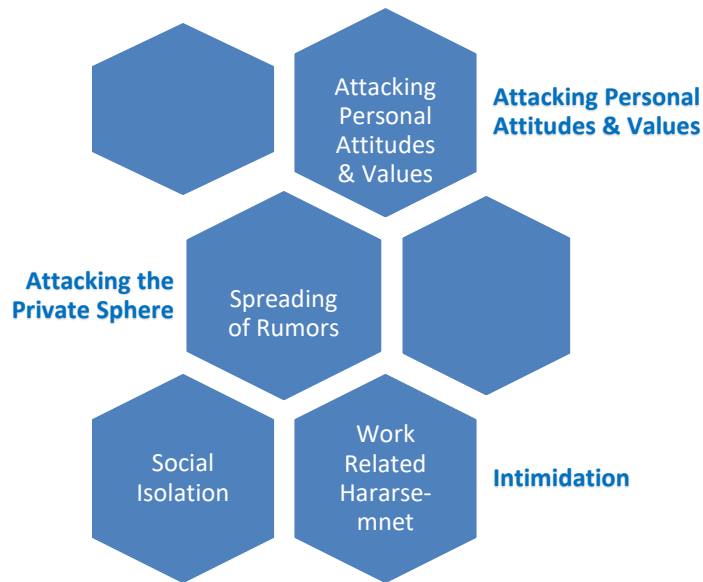 Attacking
Personal
Attitudes
& Values
Attacking Personal
Attitudes & Values
Attacking the
Private Sphere
Spreading
of Rumors
Social
Isolation
Work
Related
Hararse-
mnet
Intimidation